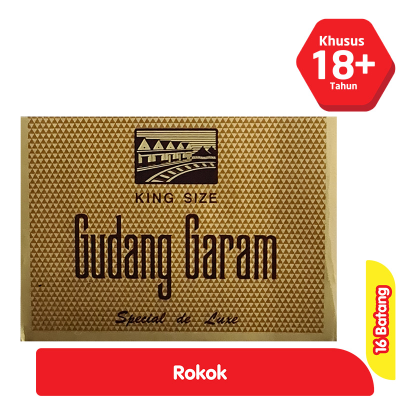 Khusus
18+
Tahun
KING SIZE
Gudang Garam
Special de Luxe
16 Batang
Rokok